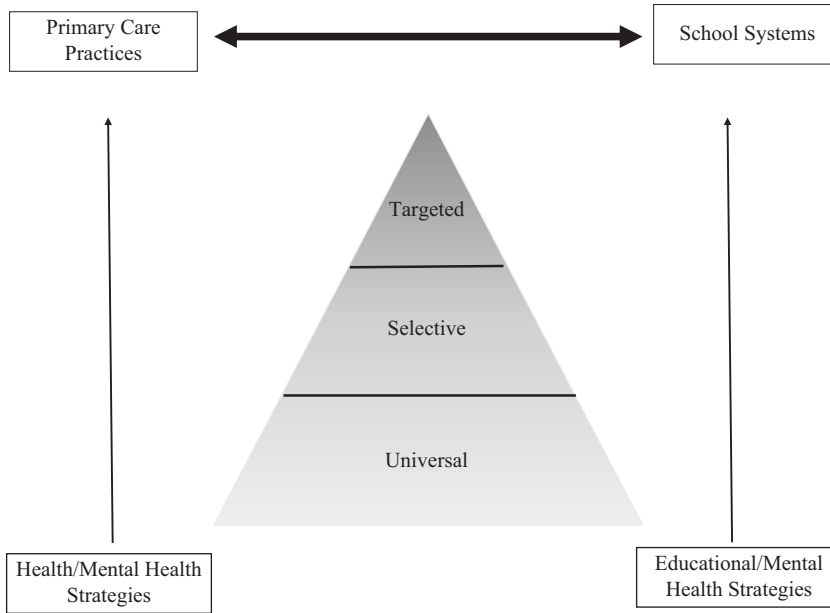 Primary Care
Practices
School Systems
Targeted
Selective
Universal
Health/Mental Health
Strategies
Educational/Mental
Health Strategies